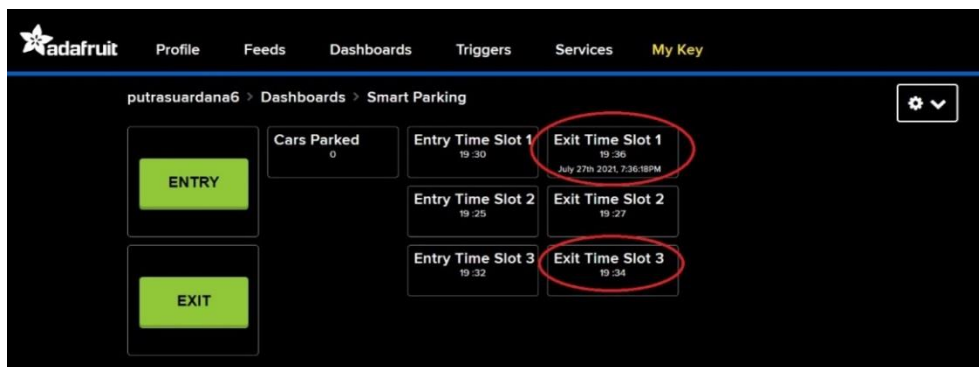 adafruit Profile Feeds Dashboards Triggers Services My Key
putrasuardana6 > Dashboards > Smart Parking
ENTRY
Cars Parked
0
Entry Time Slot 1
19 :30
Exit Time Slot 1
19 :36
July 27th 2021, 7:36:18PM
Entry Time Slot 2
19 :25
Exit Time Slot 2
19 :27
EXIT
Entry Time Slot 3
19 :32
Exit Time Slot 3
19 :34